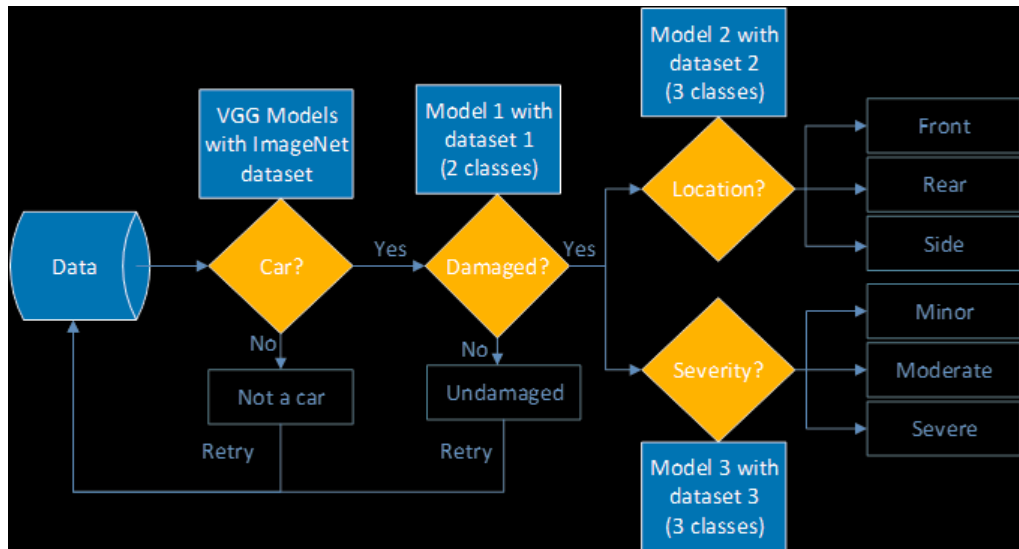 Model 2 with
dataset 2
(3 classes)
VGG Models
with ImageNet
dataset
Model 1 with
dataset 1
(2 classes)
Front
Location?
Rear
Side
Yes
Yes
Data
Car?
Damaged?
Minor
No
No
Severity?
Moderate
Not a car
Undamaged
Severe
Retry
Retry
Model 3 with
dataset 3
(3 classes)